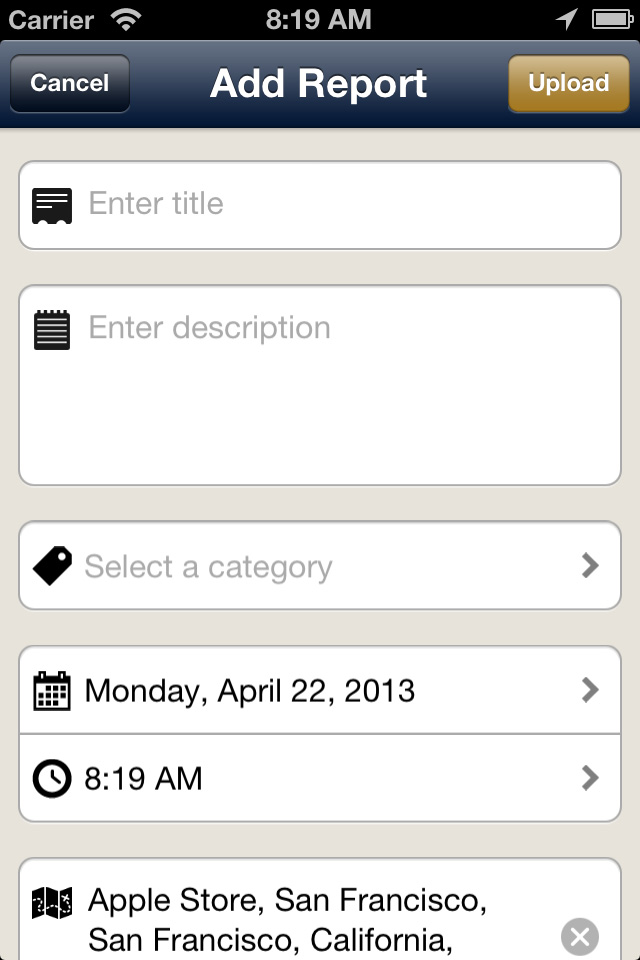 Carrier 8:19 AM
Cancel Add Report Upload
Enter title
Enter description
Select a category
Monday, April 22, 2013
8:19 AM
Apple Store, San Francisco,
San Francisco, California,